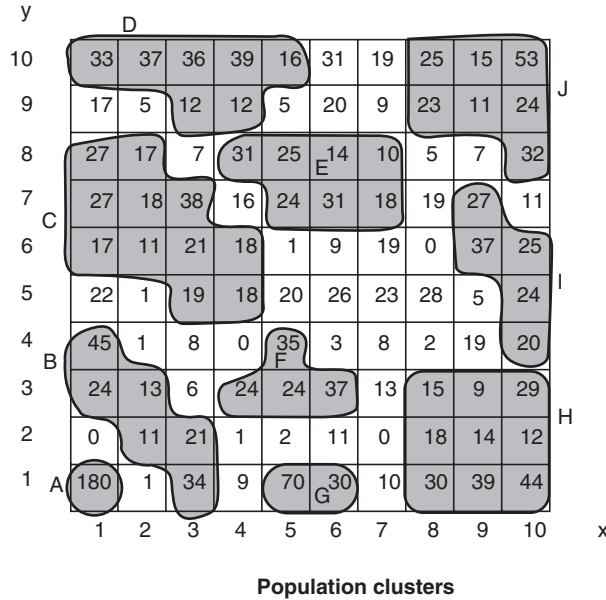 y
D
10 33 37 36 39 16 31 19 25 15 53
J
9 17 5 12 12 5 20 9 23 11 24
8 27 17 7 31 25 14 10 5 7 32
E
7 27 18 38 16 24 31 18 19 27 11
C
6 17 11 21 18 1 9 19 0 37 25
I
5 22 1 19 18 20 26 23 28 5 24
4 45 1 8 0 35 3 8 2 19 20
B F
3 24 13 6 24 24 37 13 15 9 29
H
2 0 11 21 1 2 11 0 18 14 12
1 A 180 1 34 9 70 30 10 30 39 44
G
1 2 3 4 5 6 7 8 9 10 x
Population clusters